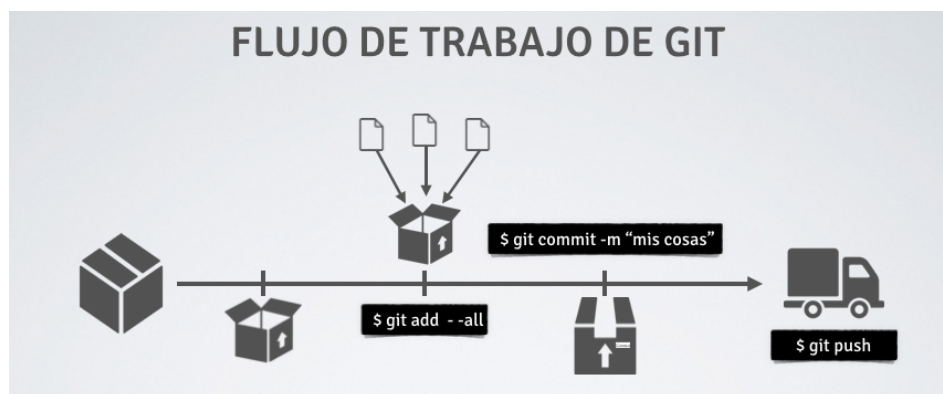 FLUJO DE TRABAJO DE GIT
$ git commit -m “mis cosas”
$ git add - -all
$ git push